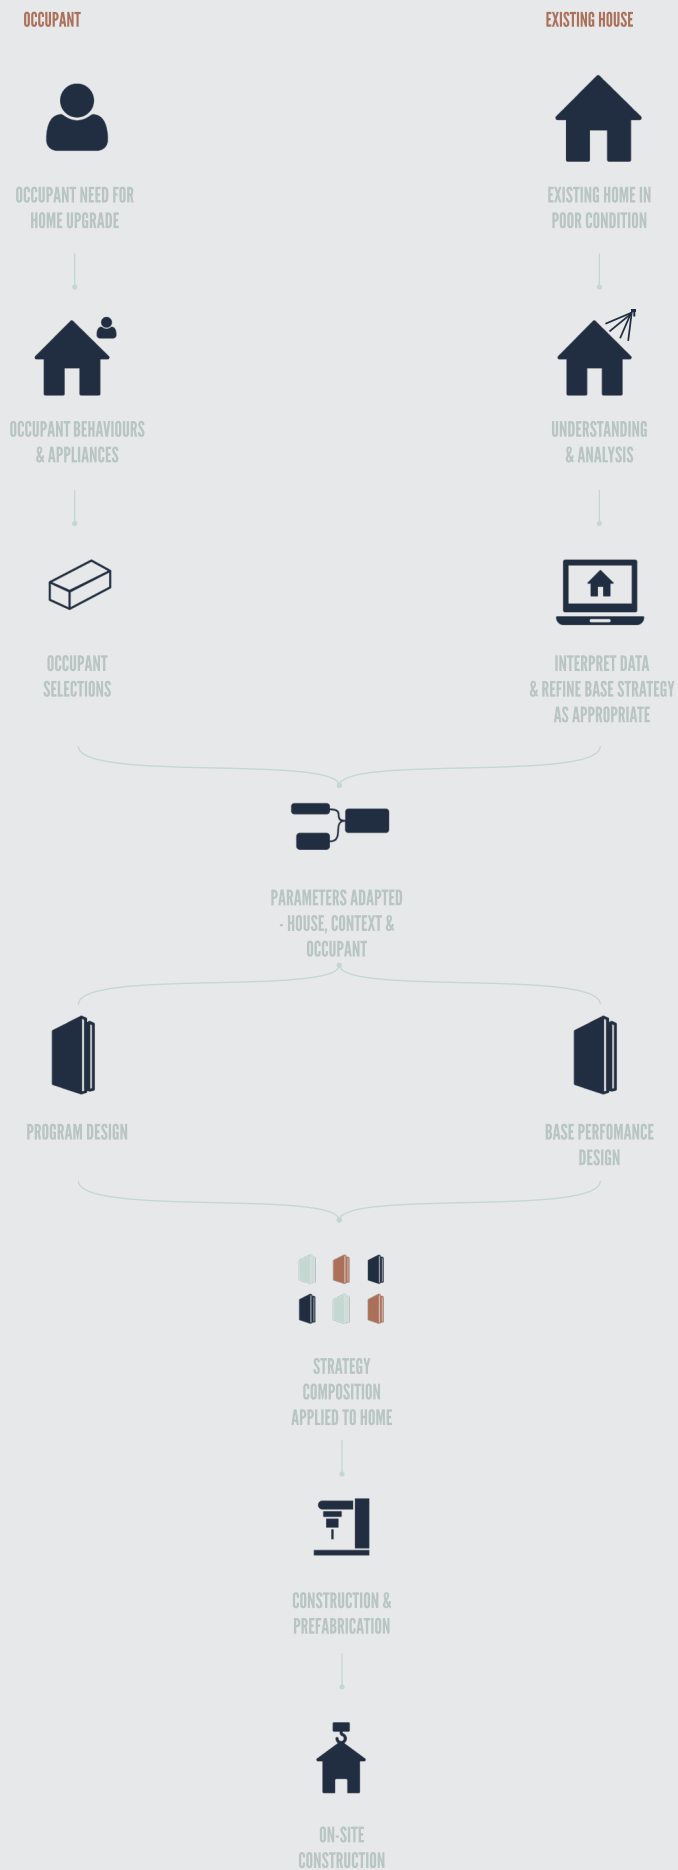 OCCUPANT
EXISTING HOUSE
OCCUPANT NEED FOR
HOME UPGRADE
EXISTING HOME IN
POOR CONDITION
OCCUPANT BEHAVIOURS
& APPLIANCES
UNDERSTANDING
& ANALYSIS
OCCUPANT
SELECTIONS
INTERPRET DATA
& REFINE BASE STRATEGY
AS APPROPRIATE
PARAMETERS ADAPTED
- HOUSE, CONTEXT &
OCCUPANT
PROGRAM DESIGN
BASE PERFOMANCE
DESIGN
STRATEGY
COMPOSITION
APPLIED TO HOME
CONSTRUCTION &
PREFABRICATION
ON-SITE
CONSTRUCTION